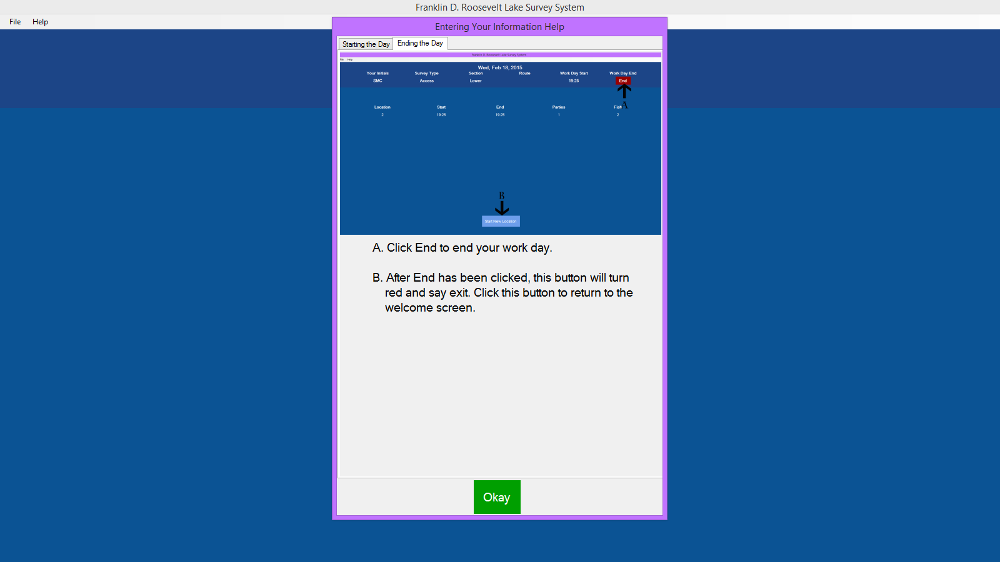 Franklin D. Roosevelt Lake Survey System
File Help
Entering Your Information Help
Starting the Day Ending the Day
Franklin D. Roosevelt Lake Survey System
File Help
Wed, Feb 18, 2015
Your Initials Survey Type Section Route Work Day Start Work Day End
SMC Access Lower 19:25 End
A
Location Start End Parties Fish
2 19:25 19:25 1 2
B
Start New Location
A. Click End to end your work day.
B. After End has been clicked, this button will turn
red and say exit. Click this button to return to the
welcome screen.
Okay